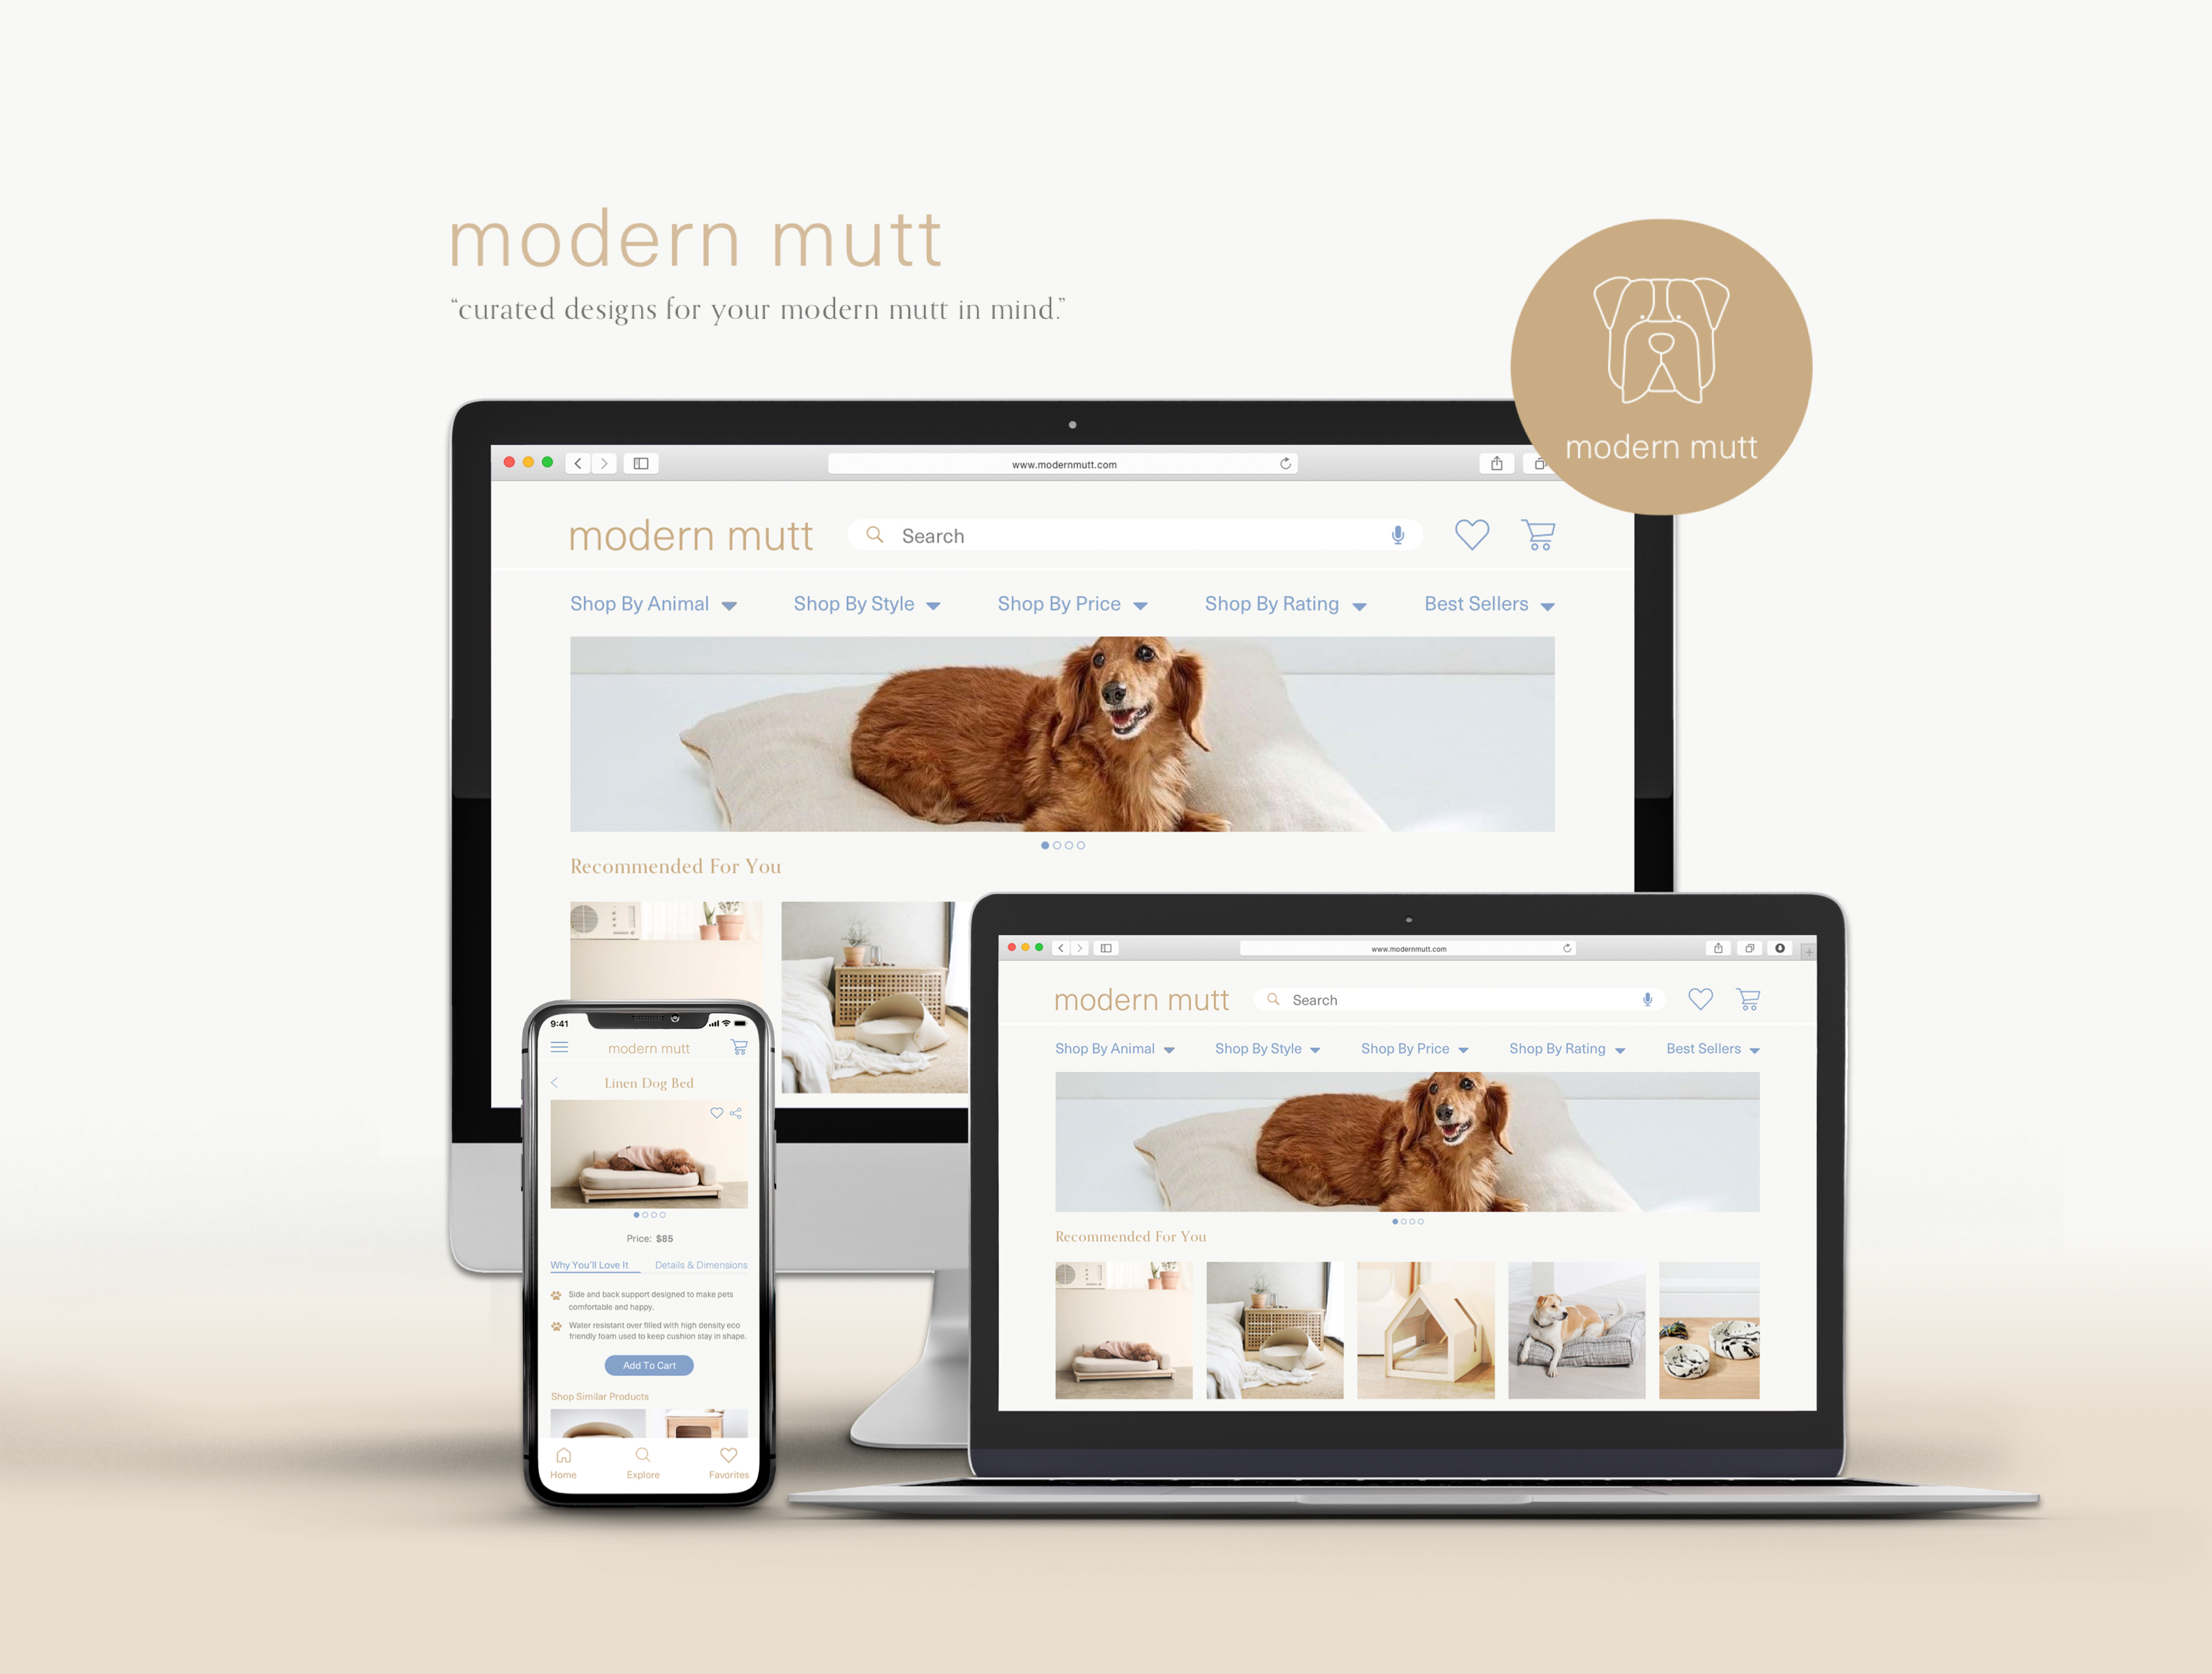 modern mutt
“curated designs for your modern mutt in mind.”
modern mutt
www.modernmutt.com
modern mutt
Search
Shop By Animal
Shop By Style
Shop By Price
Shop By Rating
Best Sellers
Recommended For You
www.modernmutt.com
modern mutt
Search
Shop By Animal
Shop By Style
Shop By Price
Shop By Rating
Best Sellers
Recommended For You
9:41
modern mutt
Linen Dog Bed
Price: $85
Why You'll Love It
Details & Dimensions
Side and back support designed to make pets
comfortable and happy.
Water resistant over filled with high density eco
friendly foam used to keep cushion stay in shape.
Add To Cart
Shop Similar Products
Home
Explore
Favorites